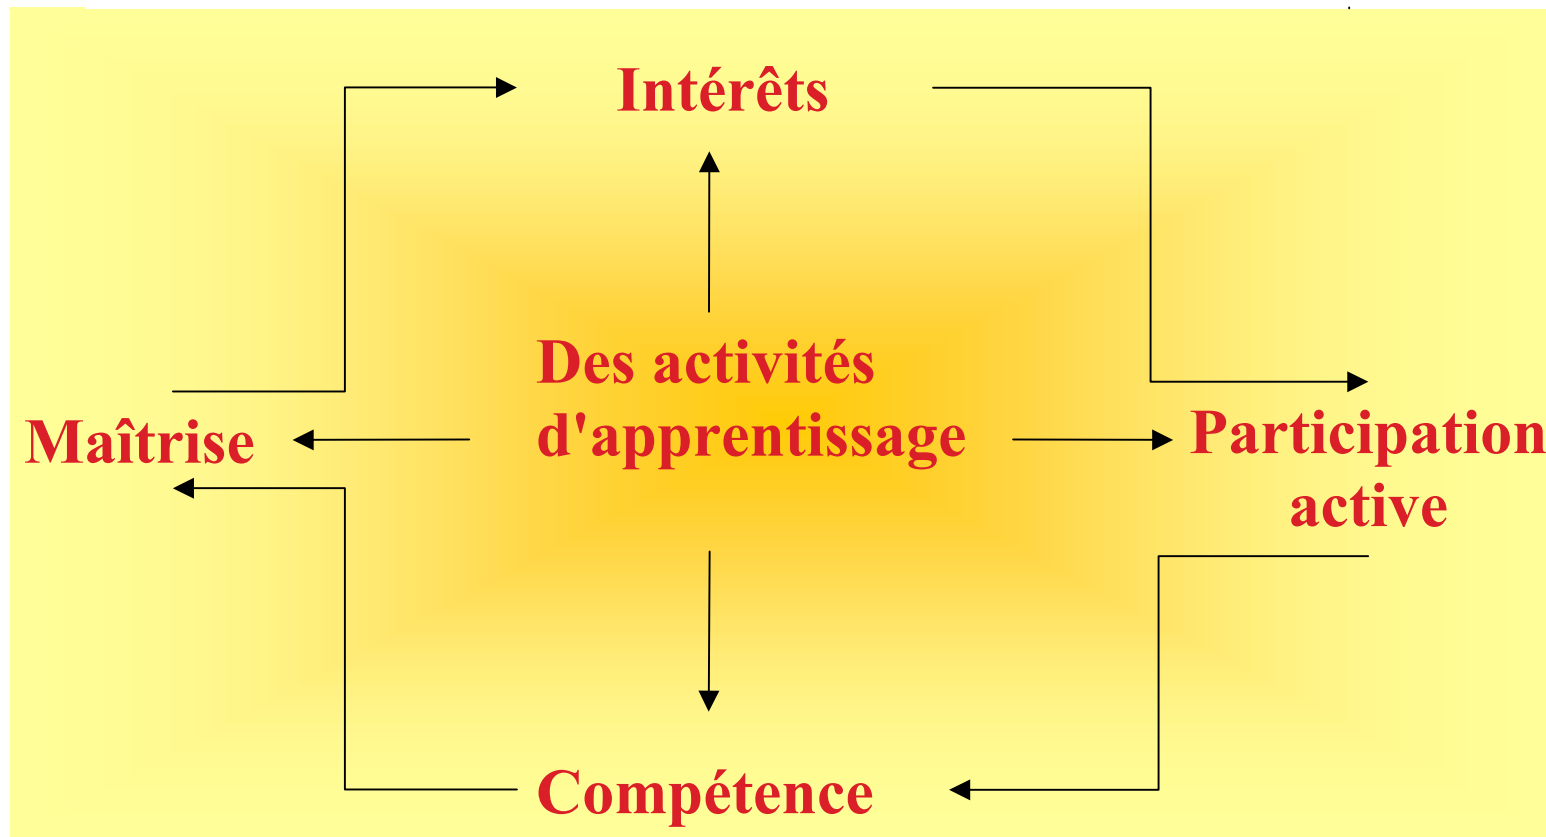 Intérêts
Des activités
d'apprentissage
Maîtrise
Participation
active
Compétence